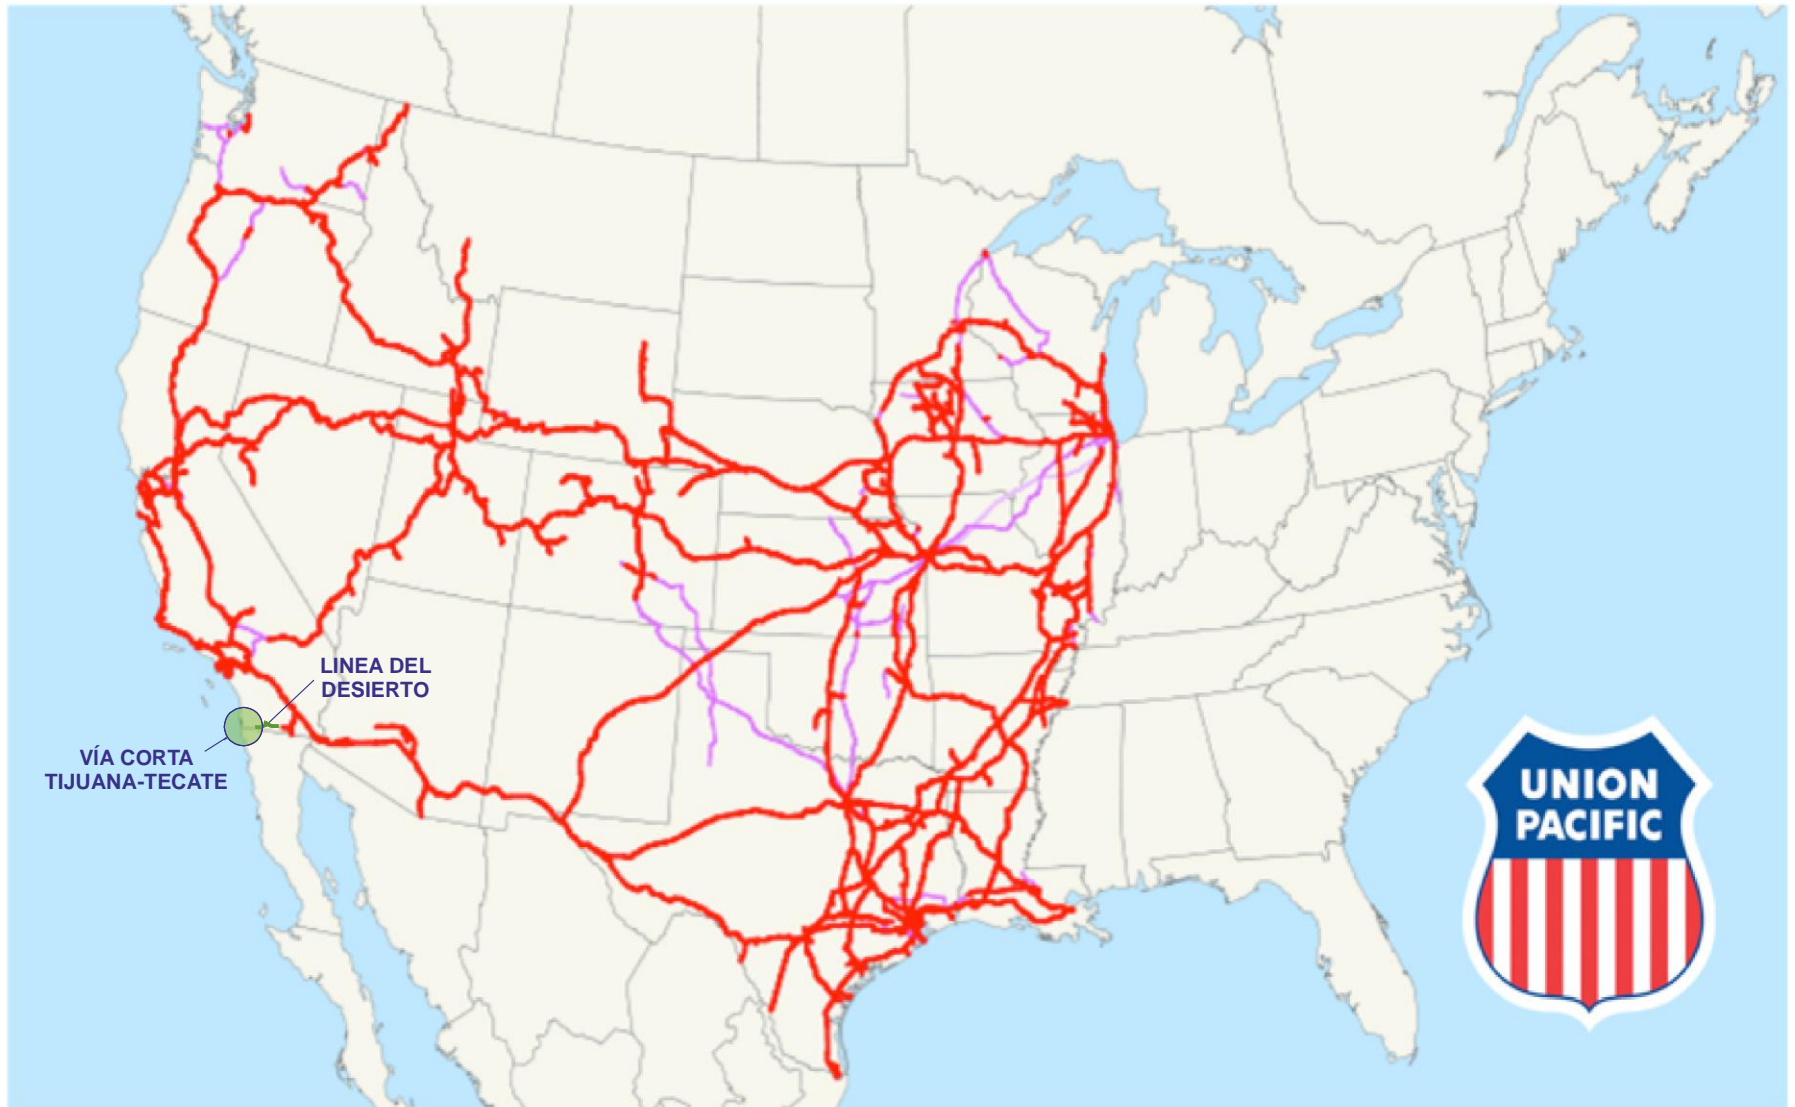 LINEA DEL
DESIERTO
VÍA CORTA
TIJUANA-TECATE
UNION
PACIFIC